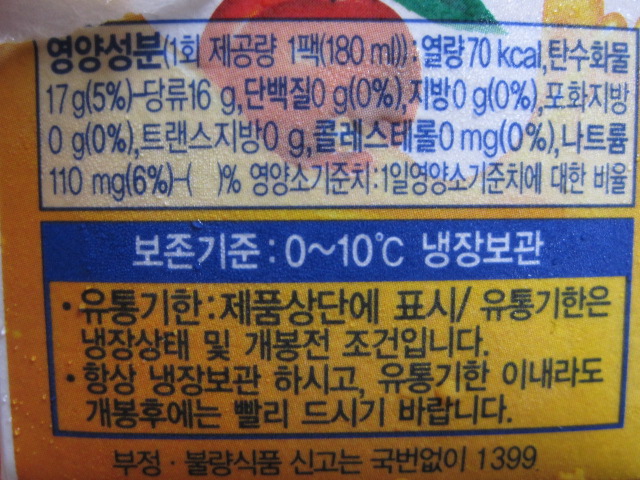 영양성분(1회 제공량 1팩(180 ml)):열량70 kcal,탄수화물
17 g(5%)-당류16 g,단백질0 g(0%),지방0 g(0%),포화지방
0 g(0%),트랜스지방0 g,콜레스테롤0 mg(0%),나트륨
110 mg(6%)-( )% 영양소기준치:1일영양소기준치에 대한 비율
보존기준:0~10℃ 냉장보관
·유통기한:제품상단에 표시/ 유통기한은
냉장상태 및 개봉전 조건입니다.
·항상 냉장보관 하시고, 유통기한 이내라도
개봉후에는 빨리 드시기 바랍니다.
부정·불량식품 신고는 국번없이 1399